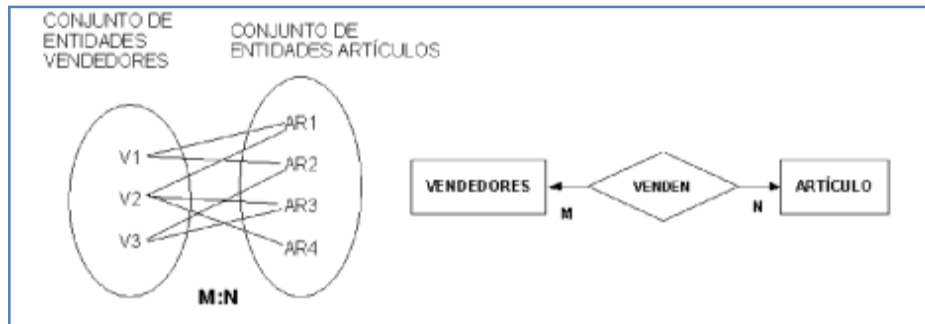 CONJUNTO DE
ENTIDADES
VENDEDORES
CONJUNTO DE
ENTIDADES ARTÍCULOS
V1
V2
V3
AR1
AR2
AR3
AR4
M:N
VENDEDORES
M
VENDEN
N
ARTÍCULO